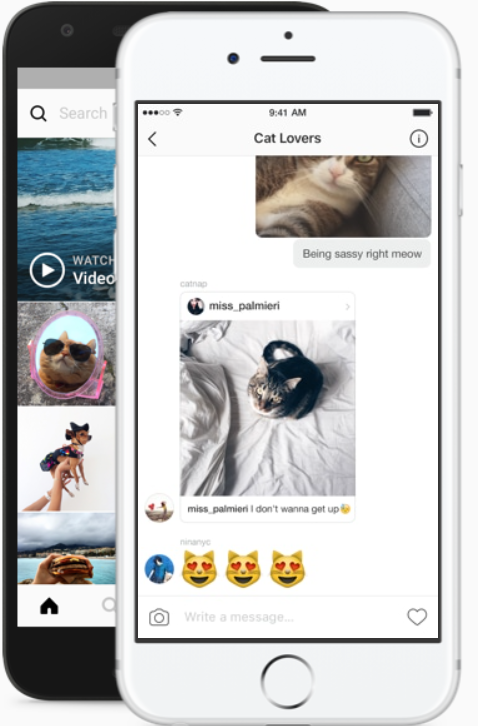 Search
WATCH
Video
9:41 AM
Cat Lovers
Being sassy right meow
catnap
miss_palmieri
miss_palmieri I don't wanna get up
ninanyc
Write a message...